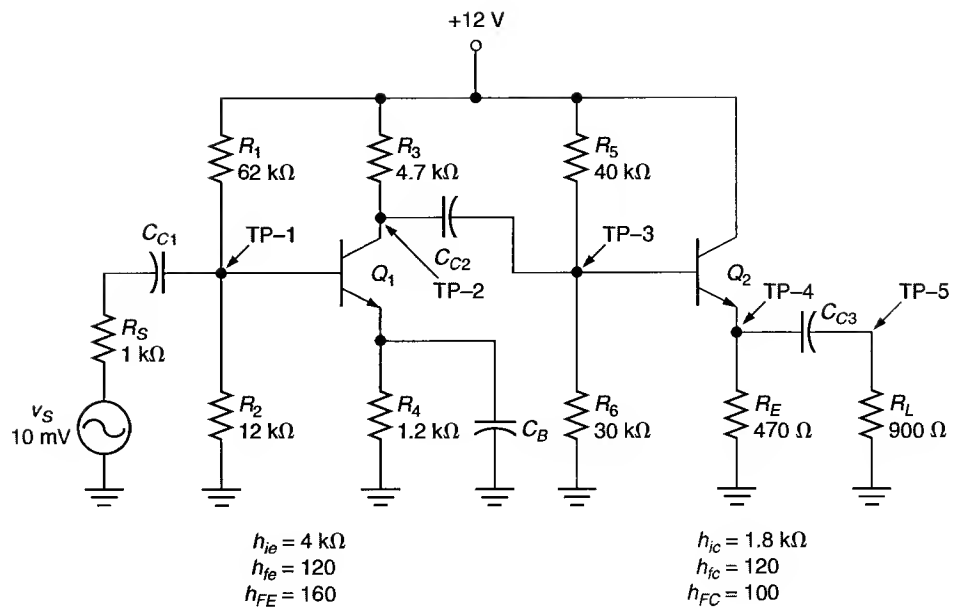 +12 V
R1
62 kΩ
R3
4.7 kΩ
R5
40 kΩ
CC1
TP–1
Q1
CC2
TP–2
TP–3
Q2
TP–4
CC3
TP–5
RS
1 kΩ
vS
10 mV
R2
12 kΩ
R4
1.2 kΩ
CB
R6
30 kΩ
RE
470 Ω
RL
900 Ω
hie = 4 kΩ
hfe = 120
hFE = 160
hic = 1.8 kΩ
hfc = 120
hFC = 100